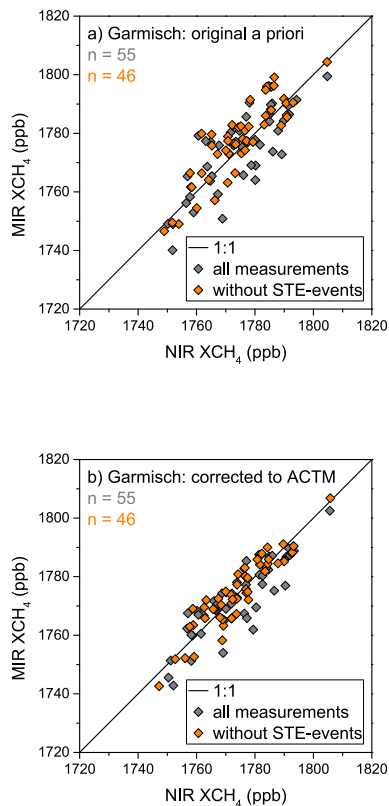 a) Garmisch: original a priori
n = 55
n = 46
1820
1800
1780
1760
1740
1720
MIR XCH₄ (ppb)
1:1
all measurements
without STE-events
1720 1740 1760 1780 1800 1820
NIR XCH₄ (ppb)
b) Garmisch: corrected to ACTM
n = 55
n = 46
1820
1800
1780
1760
1740
1720
MIR XCH₄ (ppb)
1:1
all measurements
without STE-events
1720 1740 1760 1780 1800 1820
NIR XCH₄ (ppb)